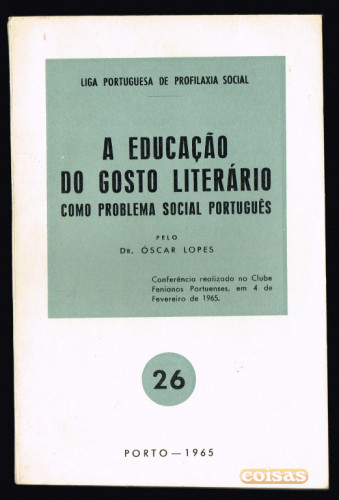 LIGA PORTUGUESA DE PROFILAXIA SOCIAL
A EDUCAÇÃO
DO GOSTO LITERÁRIO
COMO PROBLEMA SOCIAL PORTUGUÊS
PELO
DR. ÓSCAR LOPES
Conferência realizada no Clube
Fenianos Portuenses, em 4 de
Fevereiro de 1965.
26
PORTO — 1965
coisas